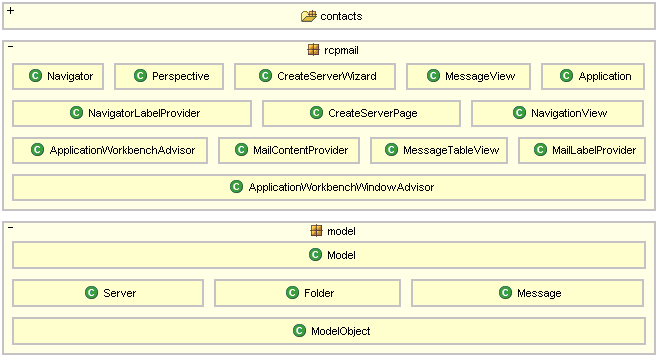 + contacts
- rcpmail
C Navigator C Perspective C CreateServerWizard C MessageView C Application
C NavigatorLabelProvider C CreateServerPage C NavigationView
C ApplicationWorkbenchAdvisor C MailContentProvider C MessageTableView C MailLabelProvider
C ApplicationWorkbenchWindowAdvisor
- model
C Model
C Server C Folder C Message
C ModelObject